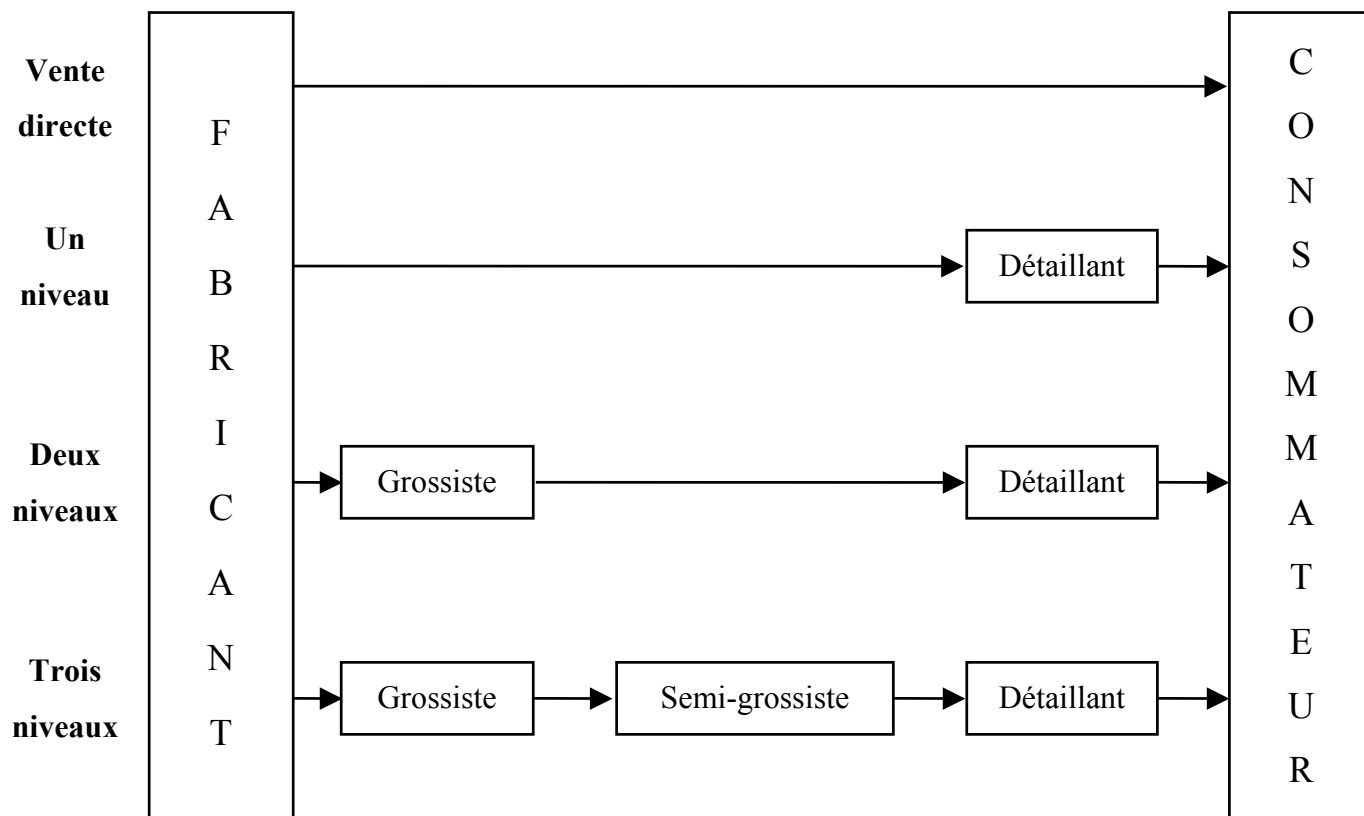 Vente
directe
Un
niveau
Deux
niveaux
Trois
niveaux
F
A
B
R
I
C
A
N
T
Détaillant
Grossiste
Détaillant
Grossiste
Semi-grossiste
Détaillant
C
O
N
S
O
M
M
A
T
E
U
R